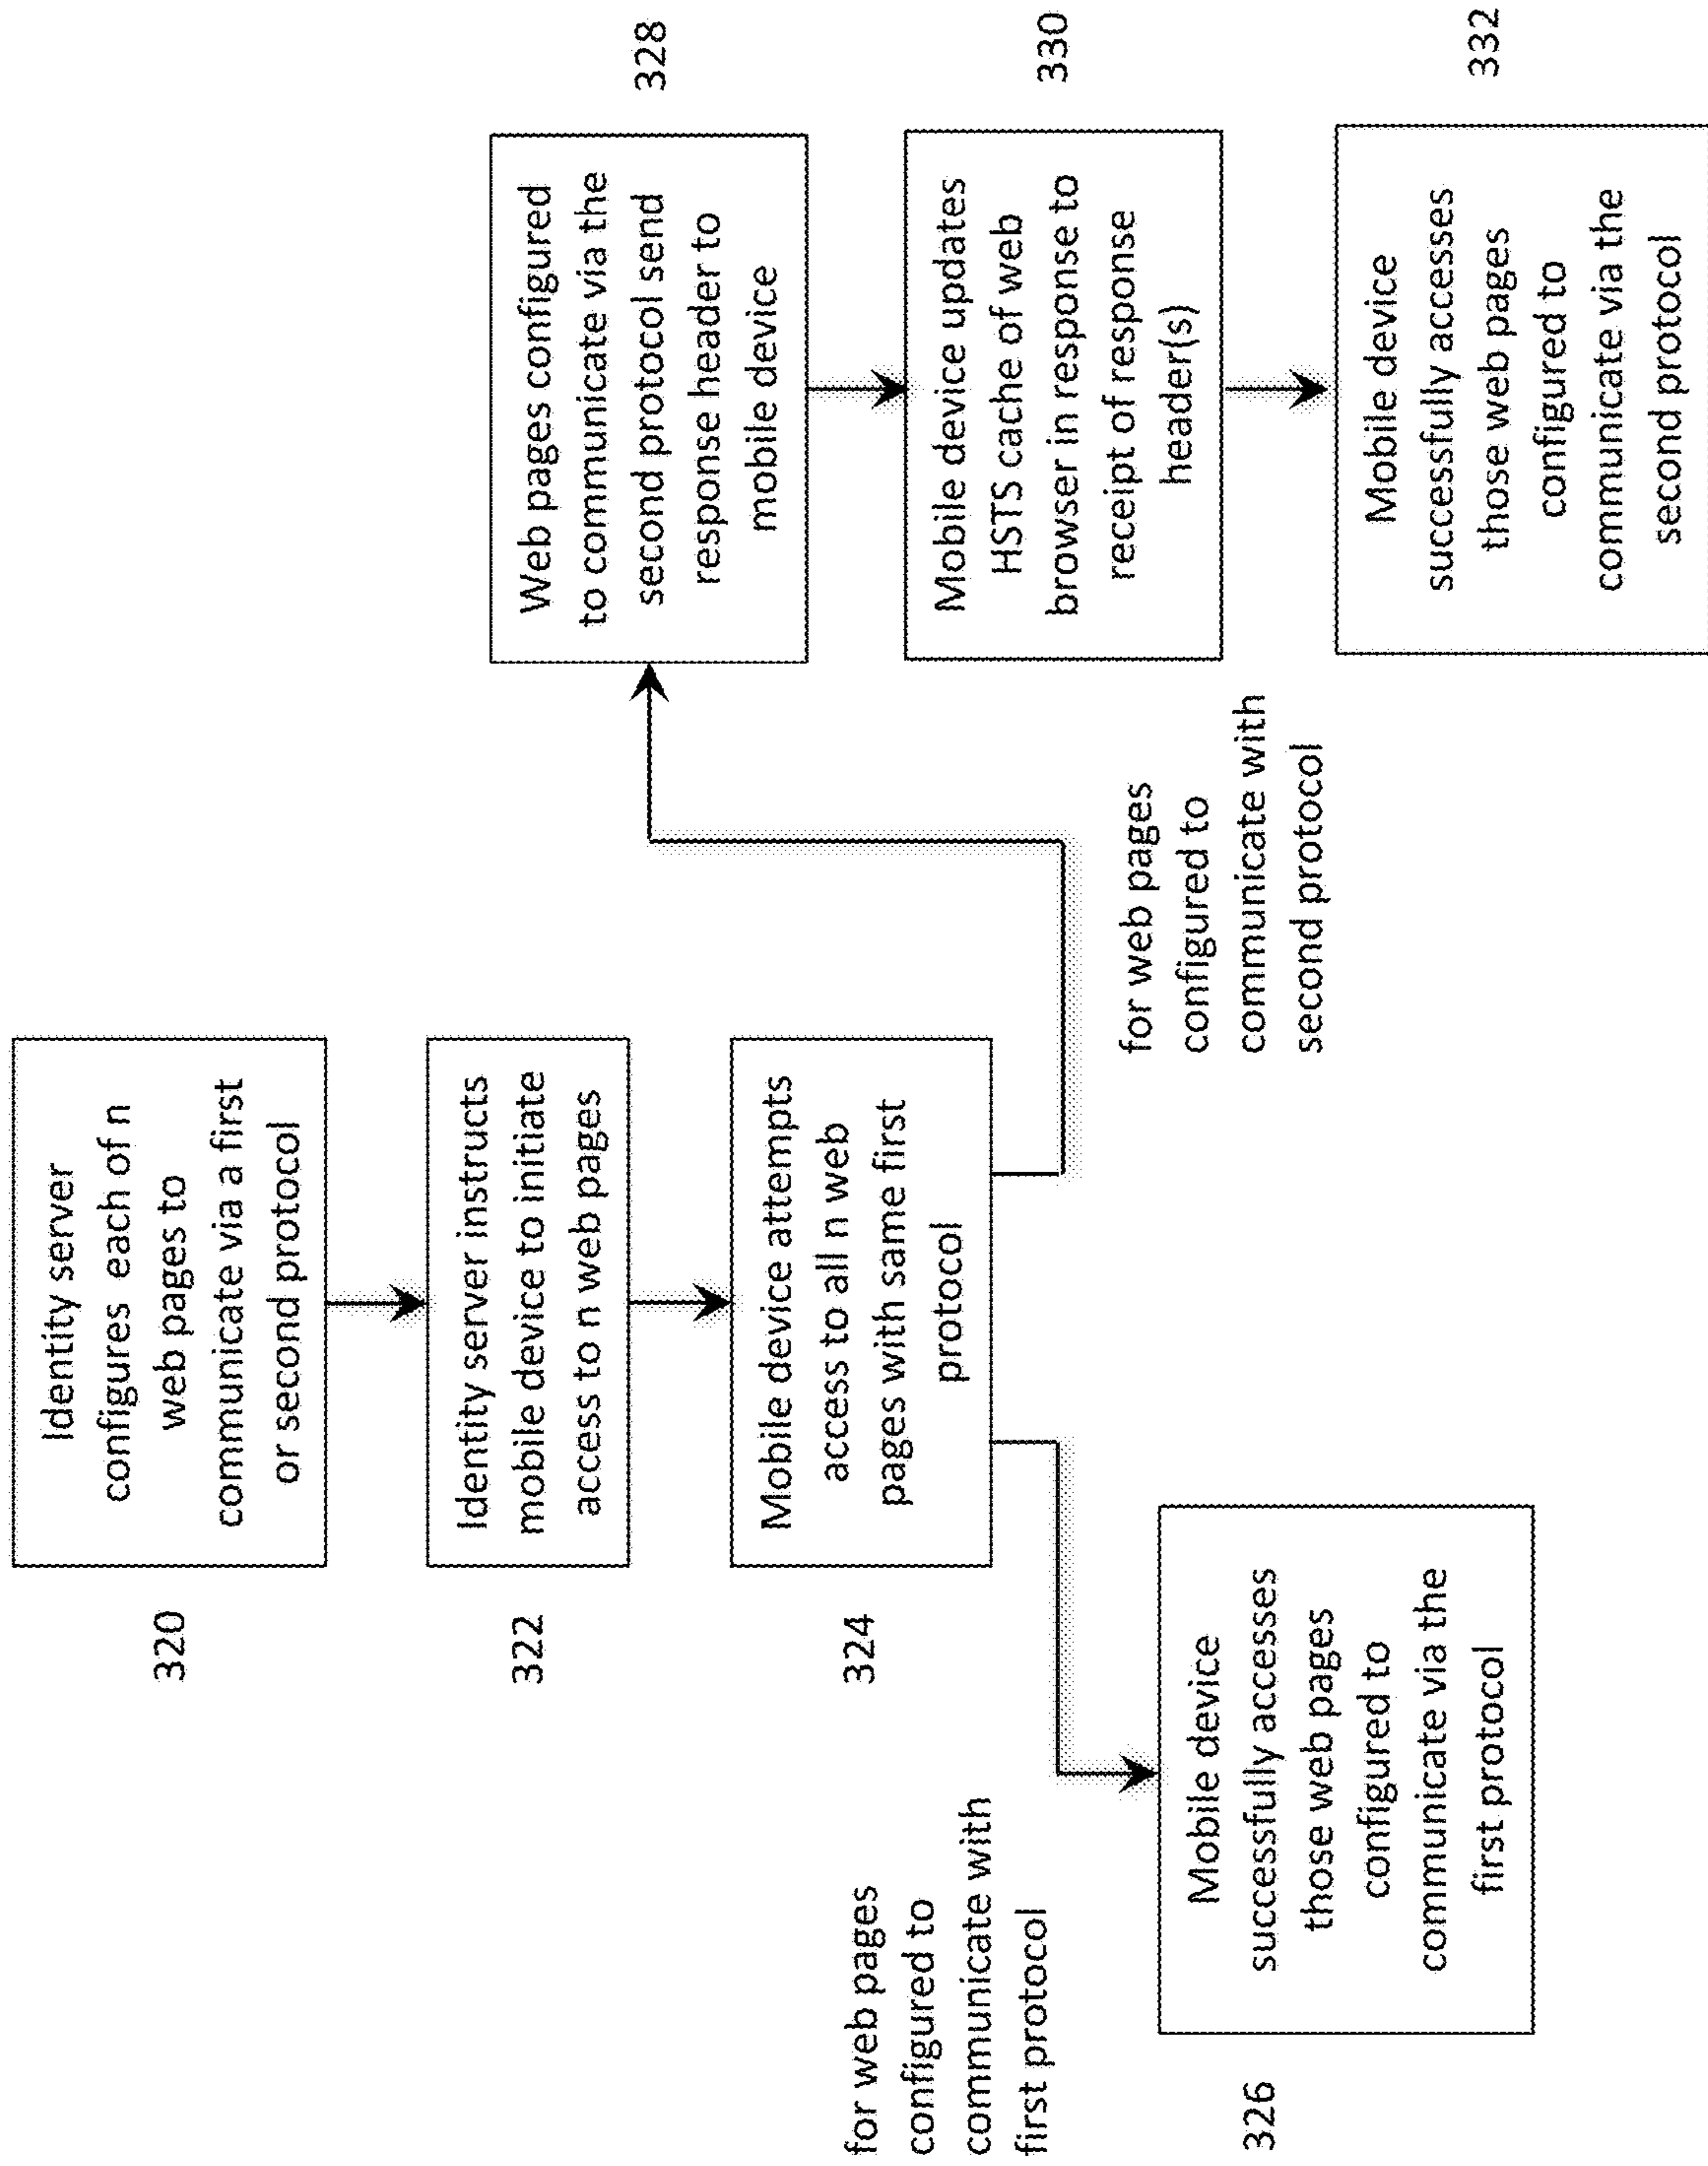 320
Identity server
configures each of n
web pages to
communicate via a first
or second protocol
322
Identity server instructs
mobile device to initiate
access to n web pages
324
Mobile device attempts
access to all n web
pages with same first
protocol
for web pages
configured to
communicate with
first protocol
326
Mobile device
successfully accesses
those web pages
configured to
communicate via the
first protocol
for web pages
configured to
communicate with
second protocol
Web pages configured
to communicate via the
second protocol send
response header to
mobile device
328
Mobile device updates
HSTS cache of web
browser in response to
receipt of response
header(s)
330
Mobile device
successfully accesses
those web pages
configured to
communicate via the
second protocol
332